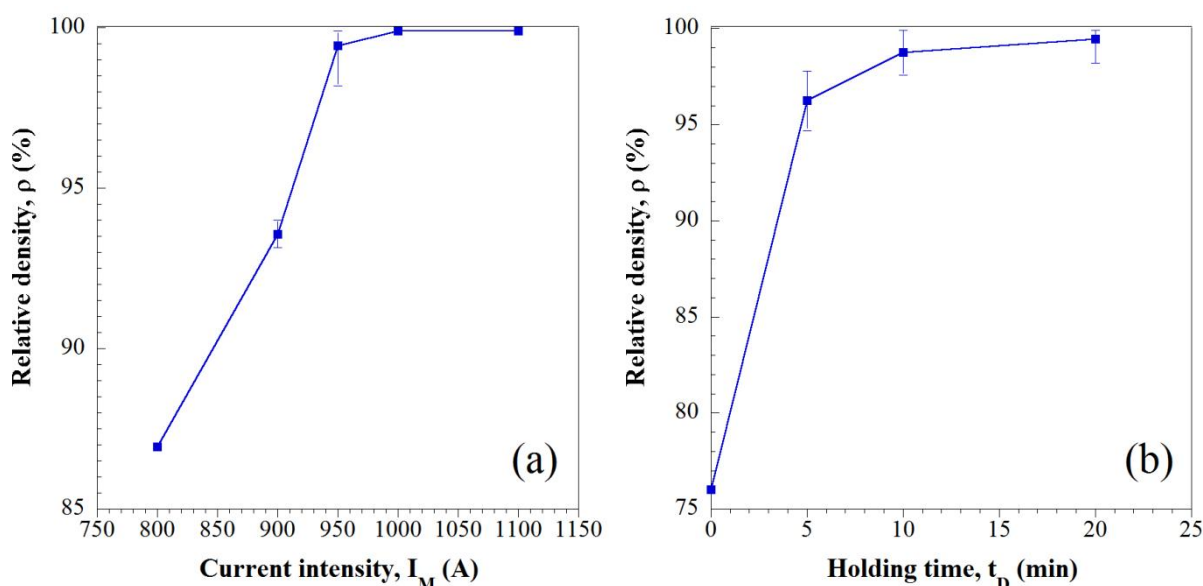 100
95
90
85
Relative density, ρ (%)
750 800 850 900 950 1000 1050 1100 1150
Current intensity, I_M (A)
(a)
100
95
90
85
80
75
Relative density, ρ (%)
0 5 10 15 20 25
Holding time, t_D (min)
(b)